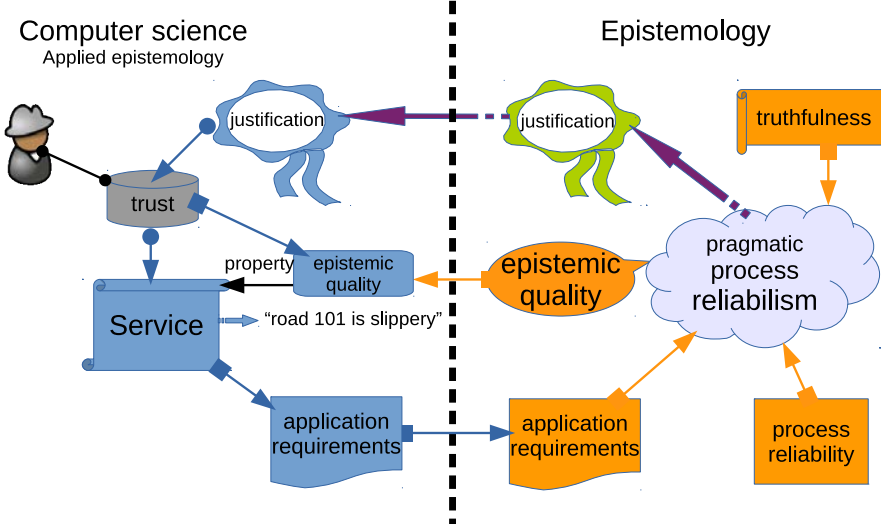 Computer science
Applied epistemology
Epistemology
justification
justification
truthfulness
trust
property
epistemic
quality
epistemic
quality
pragmatic
process
reliabilism
Service
“road 101 is slippery”
application
requirements
application
requirements
process
reliability